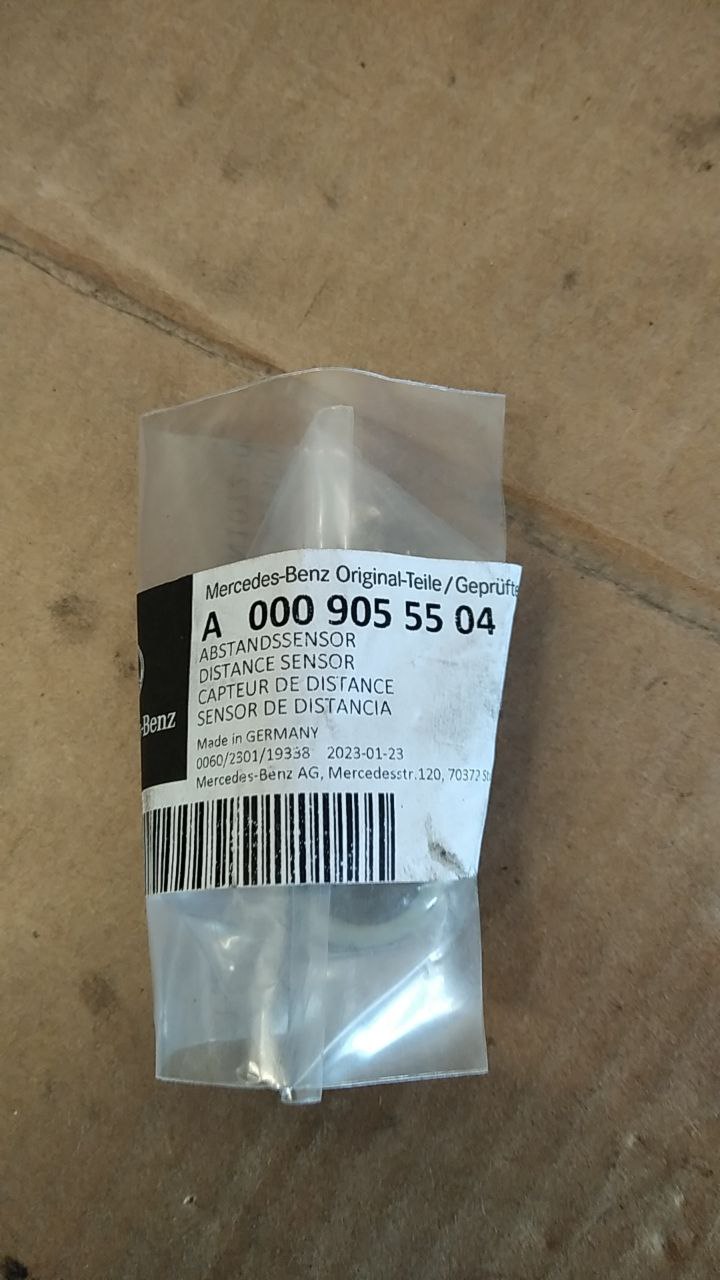 Mercedes-Benz Original-Teile/Geprüfte
A 000 905 55 04
ABSTANDSSENSOR
DISTANCE SENSOR
CAPTEUR DE DISTANCE
SENSOR DE DISTANCIA
-Benz
Made in GERMANY
0060/2301/19338 2023-01-23
Mercedes-Benz AG, Mercedesstr.120, 70372